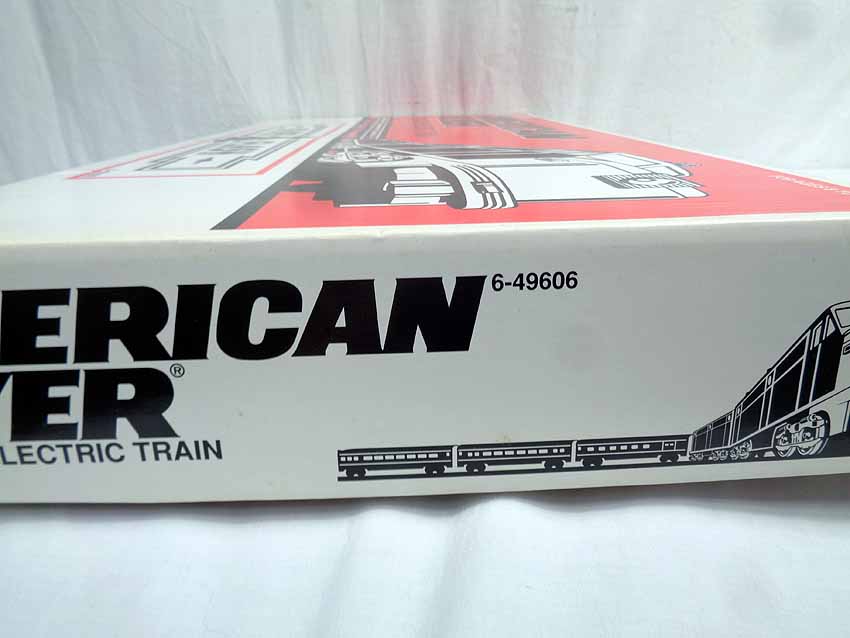 ERICAN 6-49606
YER®
LECTRIC TRAIN